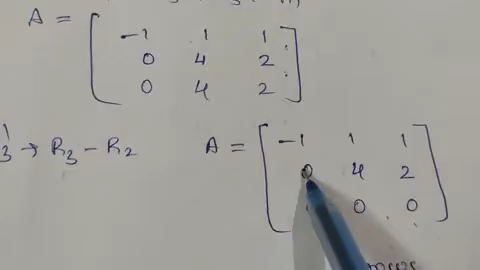 A =
-1 1 1
0 4 2
0 4 2
R₃' → R₃ - R₂ A =
-1 1 1
0 4 2
0 0